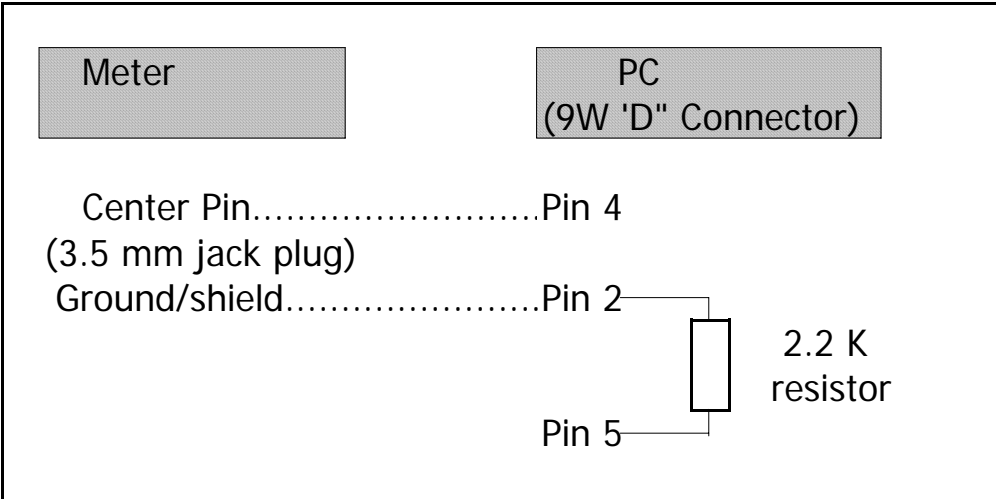 Meter
PC
(9W 'D" Connector)
Center Pin..........................Pin 4
(3.5 mm jack plug)
Ground/shield.......................Pin 2
2.2 K
resistor
Pin 5